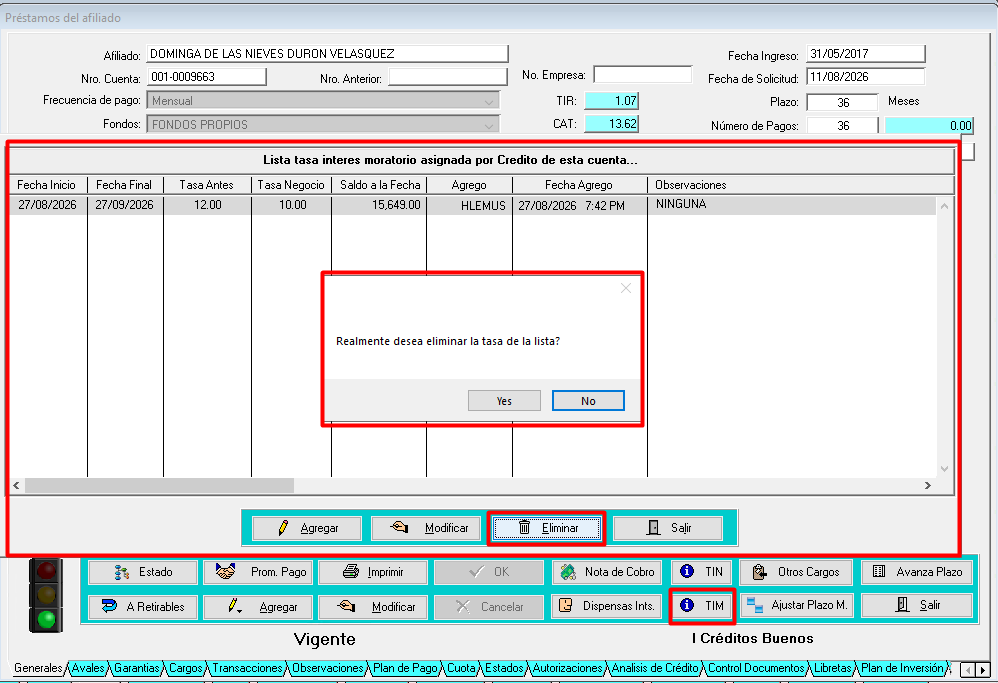 Préstamos del afiliado
Afiliado: DOMINGA DE LAS NIEVES DURON VELASQUEZ Fecha Ingreso: 31/05/2017
Nro. Cuenta: 001-0009663 Nro. Anterior: No. Empresa: Fecha de Solicitud: 11/08/2026
Frecuencia de pago: Mensual TIR: 1.07 Plazo: 36 Meses
Fondos: FONDOS PROPIOS CAT: 13.62 Número de Pagos: 36 0.00
Lista tasa interes moratorio asignada por Credito de esta cuenta...
Fecha Inicio Fecha Final Tasa Antes Tasa Negocio Saldo a la Fecha Agrego Fecha Agrego Observaciones
27/08/2026 27/09/2026 12.00 10.00 15,649.00 HLEMUS 27/08/2026 7:42 PM NINGUNA
Realmente desea eliminar la tasa de la lista?
Yes No
Agregar Modificar Eliminar Salir
Estado Prom. Pago Imprimir OK Nota de Cobro TIN Otros Cargos Avanza Plazo
A Retirables Agregar Modificar Cancelar Dispensas Ints. TIM Ajustar Plazo M. Salir
Vigente I Créditos Buenos
Generales Avales Garantias Cargos Transacciones Observaciones Plan de Pago Cuota Estados Autorizaciones Analisis de Crédito Control Documentos Libretas Plan de Inversión